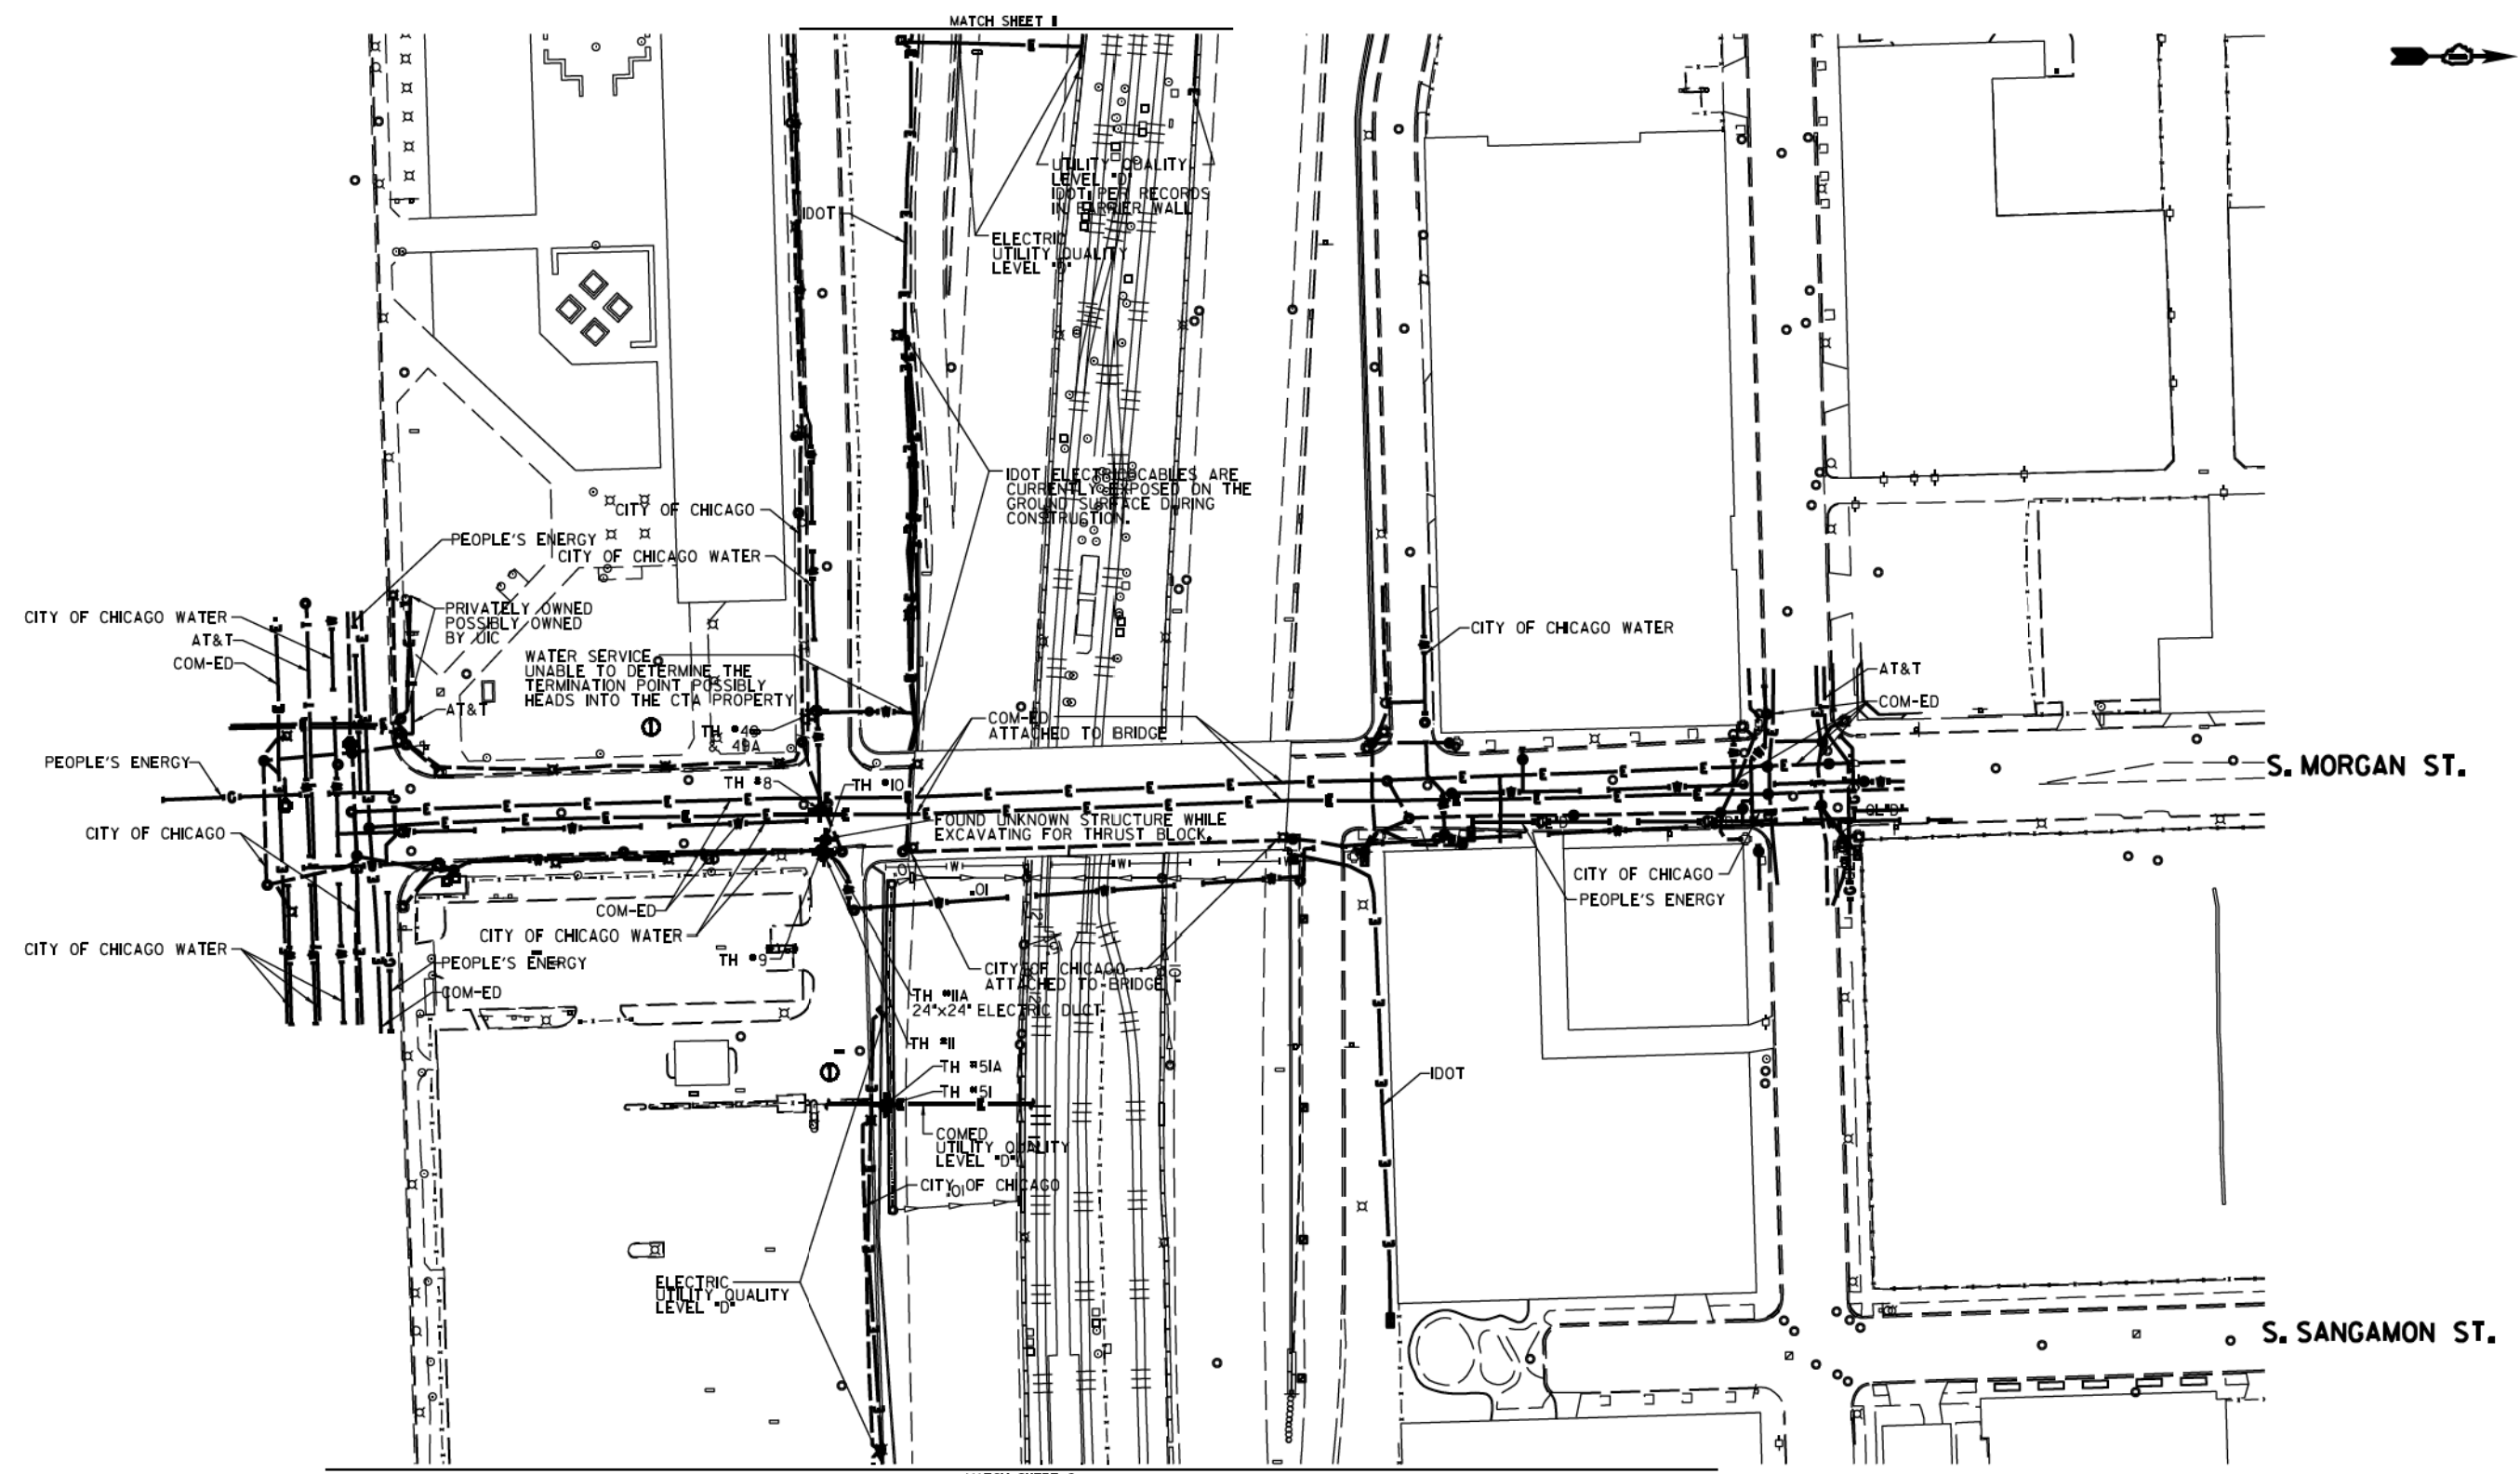 MATCH SHEET
UTILITY QUALITY
LEVEL "D"
IDOT PER RECORDS
IN BARRIER WALL
IDOT
ELECTRIC
UTILITY QUALITY
LEVEL "D"
IDOT ELECTRIC CABLES ARE
CURRENTLY EXPOSED ON THE
GROUND SURFACE DURING
CONSTRUCTION.
CITY OF CHICAGO
PEOPLE'S ENERGY
CITY OF CHICAGO WATER
PRIVATELY OWNED
POSSIBLY OWNED
BY UIC
CITY OF CHICAGO WATER
AT&T
COM-ED
CITY OF CHICAGO WATER
WATER SERVICE
UNABLE TO DETERMINE THE
TERMINATION POINT POSSIBLY
HEADS INTO THE CTA PROPERTY
AT&T
COM-ED
AT&T
TH #49
& 49A
COM-ED
ATTACHED TO BRIDGE
PEOPLE'S ENERGY
TH #8
TH #10
S. MORGAN ST.
CITY OF CHICAGO
FOUND UNKNOWN STRUCTURE WHILE
EXCAVATING FOR THRUST BLOCK.
QL"D"
CITY OF CHICAGO
PEOPLE'S ENERGY
COM-ED
CITY OF CHICAGO WATER
CITY OF CHICAGO WATER
PEOPLE'S ENERGY
TH #9
COM-ED
CITY OF CHICAGO
ATTACHED TO BRIDGE
TH #11A
24"x24" ELECTRIC DUCT
TH #11
TH #51A
TH #51
IDOT
COMED
UTILITY QUALITY
LEVEL "D"
CITY OF CHICAGO
ELECTRIC
UTILITY QUALITY
LEVEL "D"
S. SANGAMON ST.